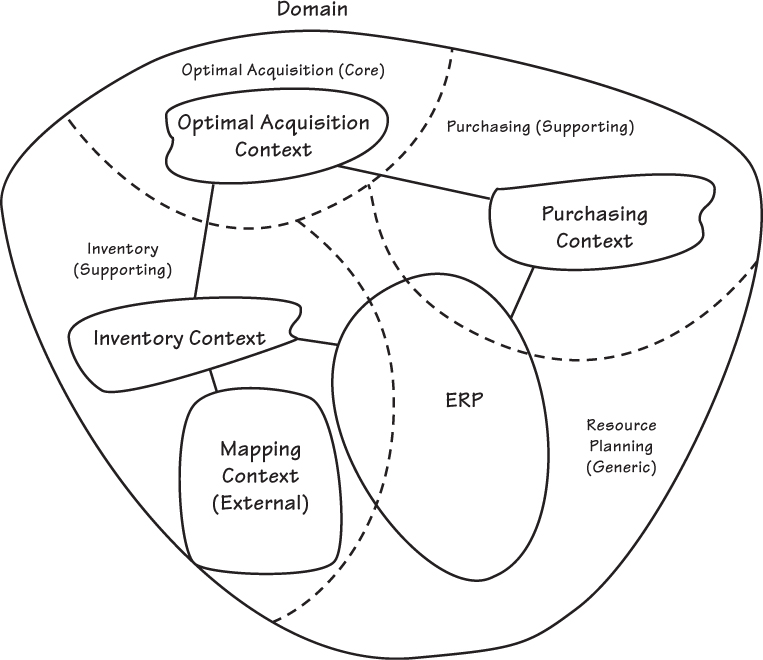 Domain
Optimal Acquisition (Core)
Optimal Acquisition
Context
Purchasing (Supporting)
Purchasing
Context
Inventory
(Supporting)
Inventory Context
ERP
Mapping
Context
(External)
Resource
Planning
(Generic)